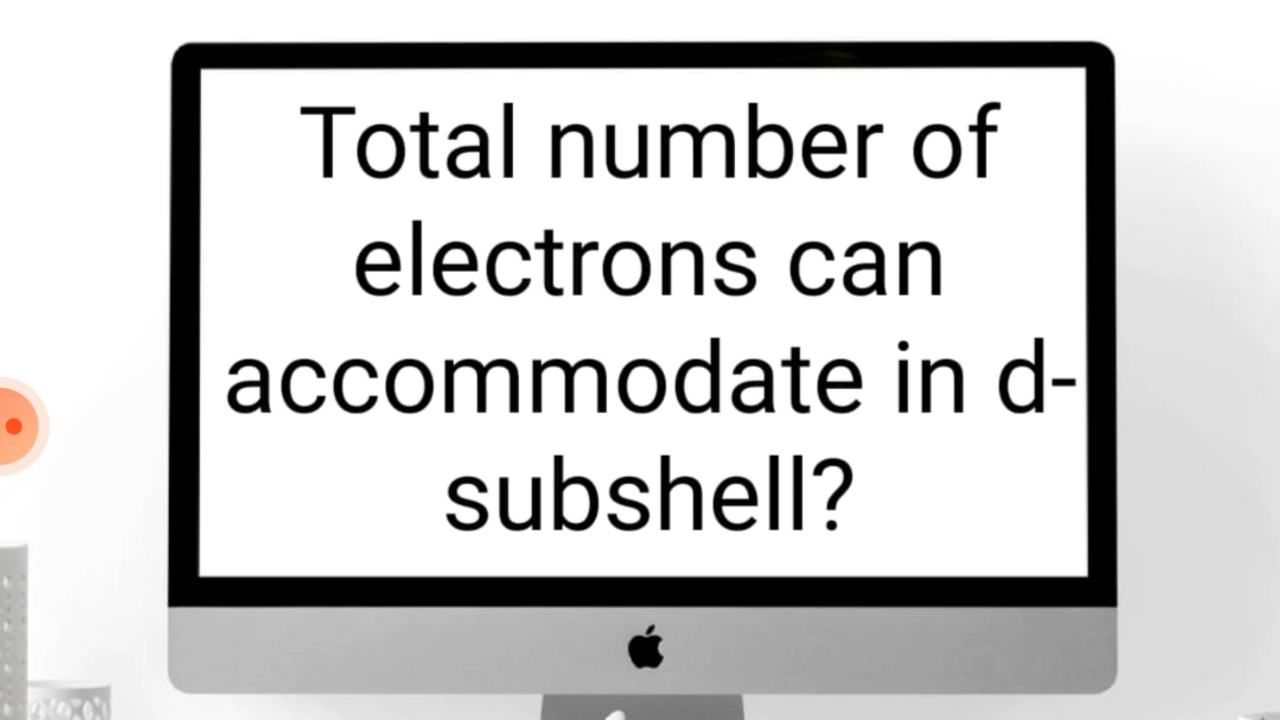 Total number of
electrons can
accommodate in d-
subshell?